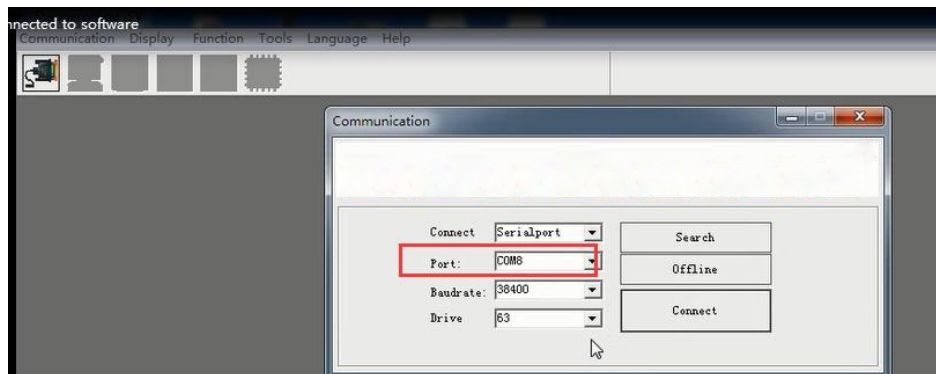 nnected to software
Communication Display Function Tools Language Help
Communication
Connect Serialport Search
Port: COM8 Offline
Baudrate: 38400 Connect
Drive 63